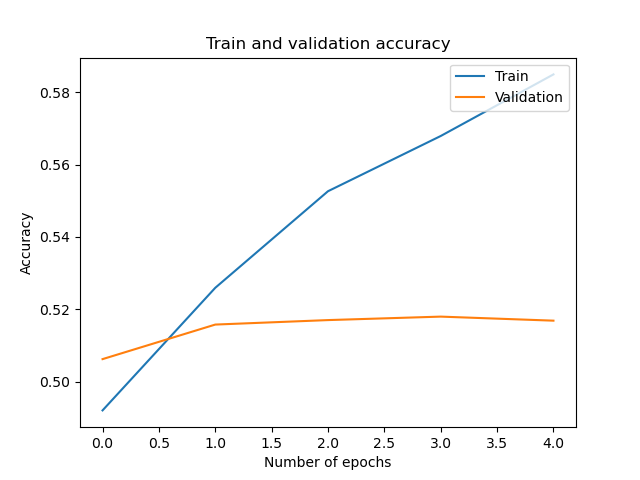 Train and validation accuracy
Train
Validation
0.58
0.56
0.54
0.52
0.50
Accuracy
0.0 0.5 1.0 1.5 2.0 2.5 3.0 3.5 4.0
Number of epochs